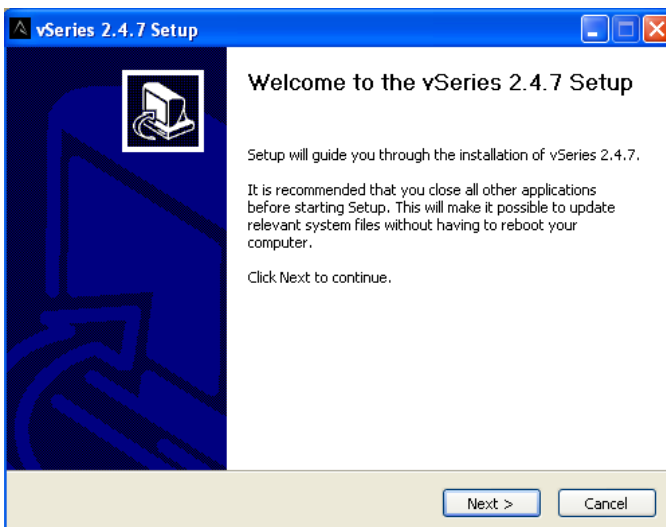 vSeries 2.4.7 Setup
Welcome to the vSeries 2.4.7 Setup
Setup will guide you through the installation of vSeries 2.4.7.
It is recommended that you close all other applications
before starting Setup. This will make it possible to update
relevant system files without having to reboot your
computer.
Click Next to continue.
Next >
Cancel